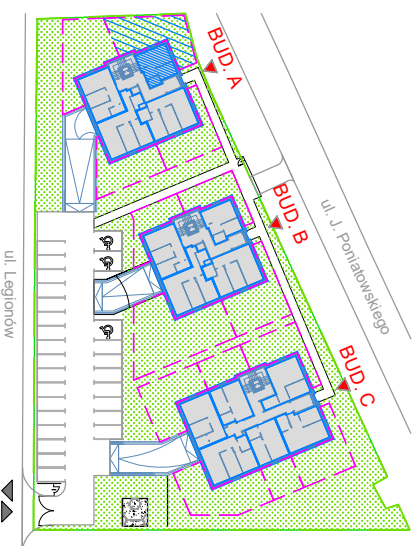 BUD. A
BUD. B
ul. J. Poniatowskiego
BUD. C
ul. Legionów